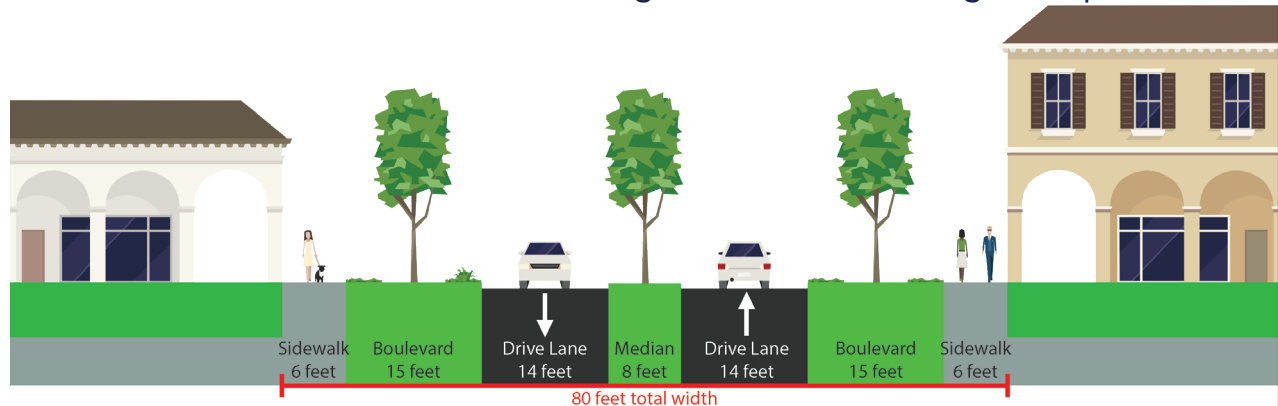 Sidewalk
6 feet
Boulevard
15 feet
Drive Lane
14 feet
Median
8 feet
Drive Lane
14 feet
Boulevard
15 feet
Sidewalk
6 feet
80 feet total width